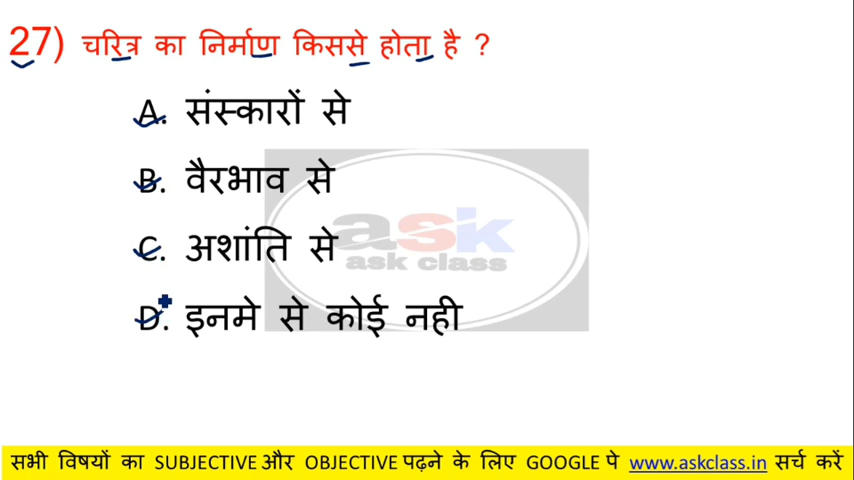 27) चरित्र का निर्माण किससे होता है ?
A. संस्कारों से
B. वैरभाव से
C. अशांति से
D. इनमे से कोई नही
ask
ask class
सभी विषयों का SUBJECTIVE और OBJECTIVE पढ़ने के लिए GOOGLE पे www.askclass.in सर्च करें